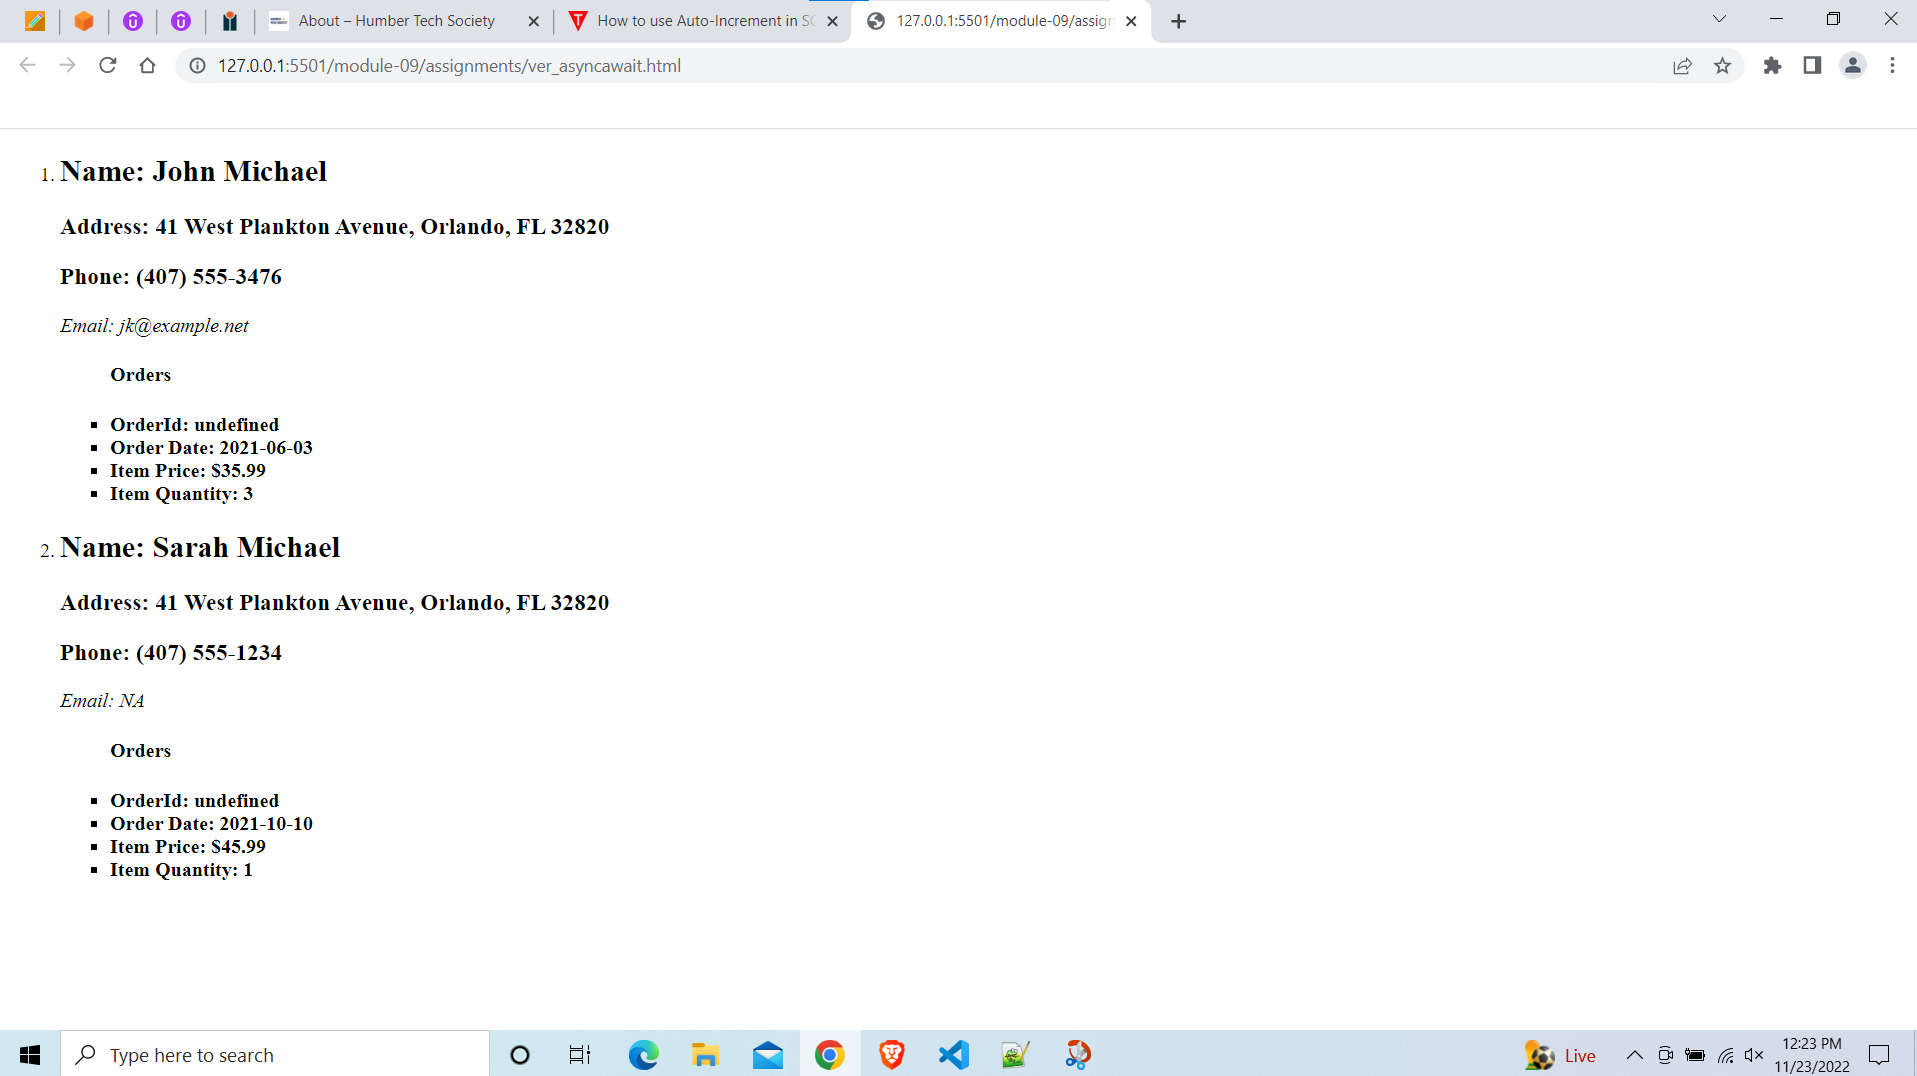 About – Humber Tech Society
How to use Auto-Increment in SC
127.0.0.1:5501/module-09/assign
127.0.0.1:5501/module-09/assignments/ver_asyncawait.html
1. Name: John Michael
Address: 41 West Plankton Avenue, Orlando, FL 32820
Phone: (407) 555-3476
Email: jk@example.net
Orders
OrderId: undefined
Order Date: 2021-06-03
Item Price: $35.99
Item Quantity: 3
2. Name: Sarah Michael
Address: 41 West Plankton Avenue, Orlando, FL 32820
Phone: (407) 555-1234
Email: NA
Orders
OrderId: undefined
Order Date: 2021-10-10
Item Price: $45.99
Item Quantity: 1
Type here to search
Live
12:23 PM
11/23/2022